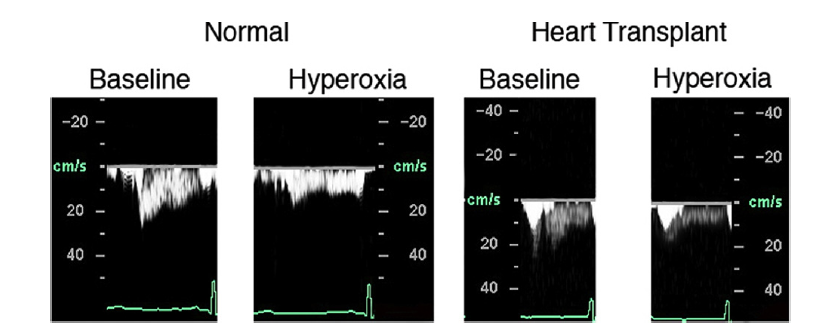 Normal
Heart Transplant
Baseline
Hyperoxia
Baseline
Hyperoxia
-20
cm/s
20
40
-20
cm/s
20
40
-40
-20
cm/s
20
40
-40
-20
cm/s
20
40